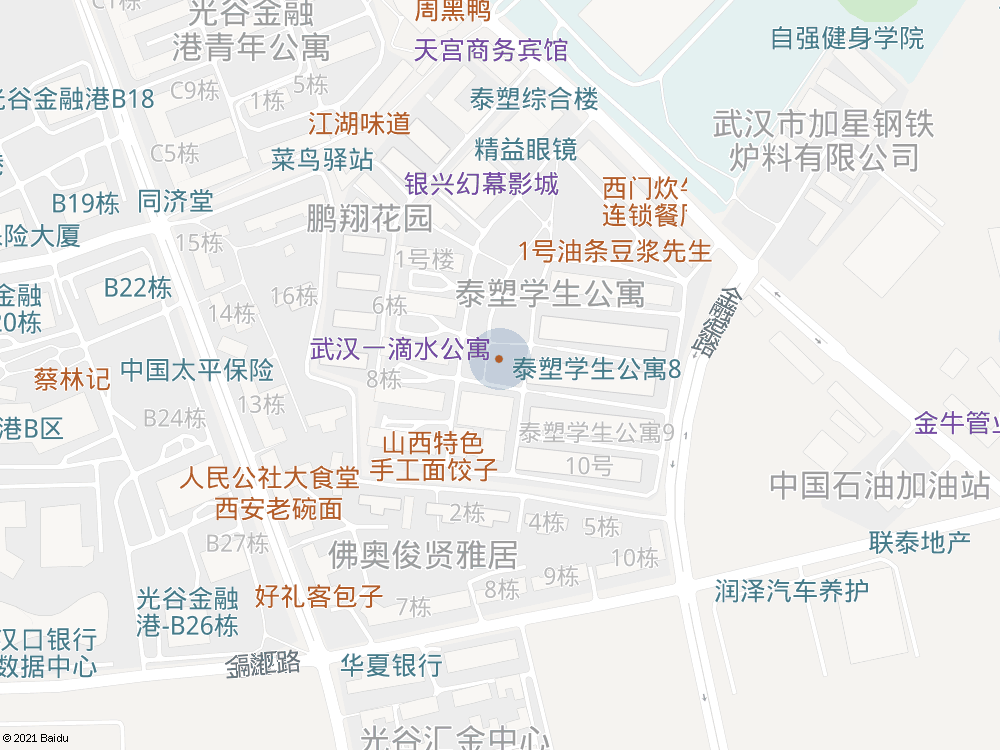 C1栋
光谷金融
港青年公寓
周黑鸭
天宫商务宾馆
自强健身学院
光谷金融港B18
C9栋
1栋
5栋
泰塑综合楼
江湖味道
武汉市加星钢铁
炉料有限公司
C5栋
菜鸟驿站
精益眼镜
港
银兴幻幕影城
西门炊
连锁餐
B19栋
同济堂
鹏翔花园
保险大厦
15栋
1号楼
1号油条豆浆先生
B22栋
16栋
6栋
泰塑学生公寓
金融
20栋
14栋
金融意路
武汉一滴水公寓
中国太平保险
8栋
泰塑学生公寓8
蔡林记
13栋
B24栋
港B区
金牛管业
泰塑学生公寓9
山西特色
手工面饺子
10号
人民公社大食堂
西安老碗面
中国石油加油站
2栋
4栋
5栋
B27栋
佛奥俊贤雅居
10栋
联泰地产
9栋
8栋
润泽汽车养护
光谷金融
港-B26栋
好礼客包子
7栋
汉口银行
数据中心
华夏银行
光谷汇金中心
© 2021 Baidu